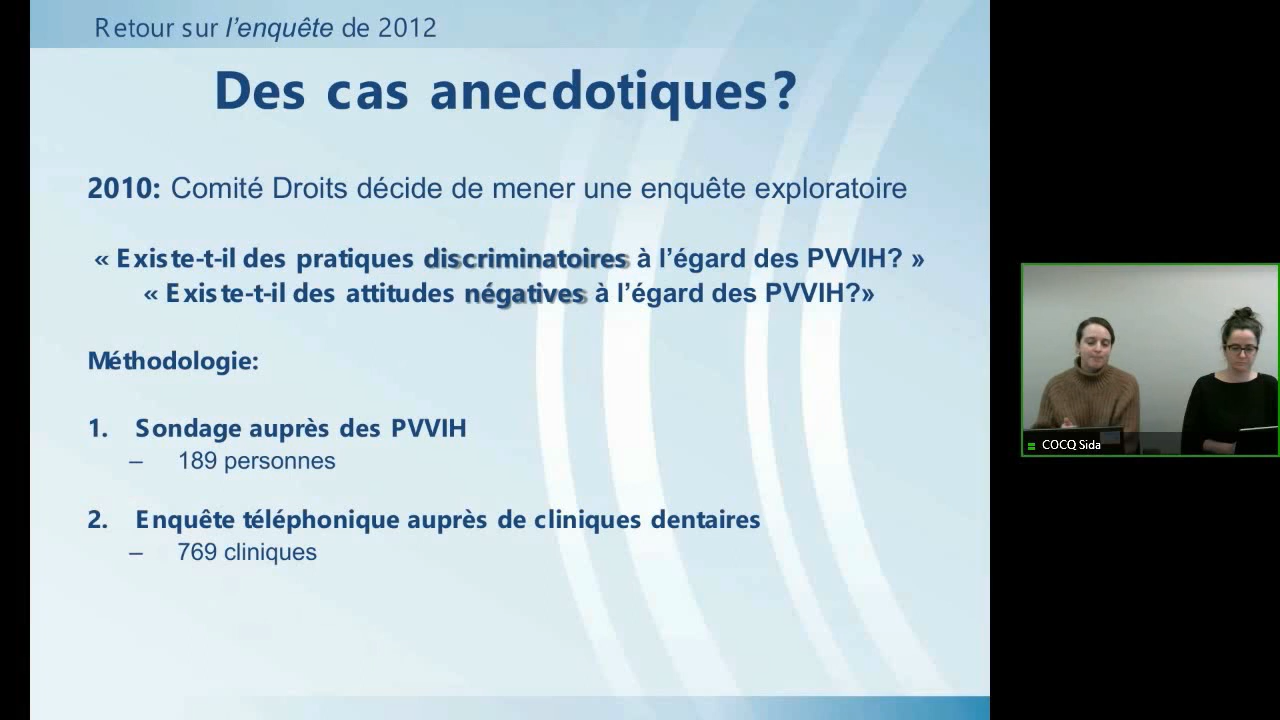 Retour sur l'enquête de 2012
Des cas anecdotiques?
2010: Comité Droits décide de mener une enquête exploratoire
« Existe-t-il des pratiques discriminatoires à l'égard des PVVIH? »
« Existe-t-il des attitudes négatives à l'égard des PVVIH?»
Méthodologie:
1. Sondage auprès des PVVIH
– 189 personnes
2. Enquête téléphonique auprès de cliniques dentaires
– 769 cliniques
COCQ Sida